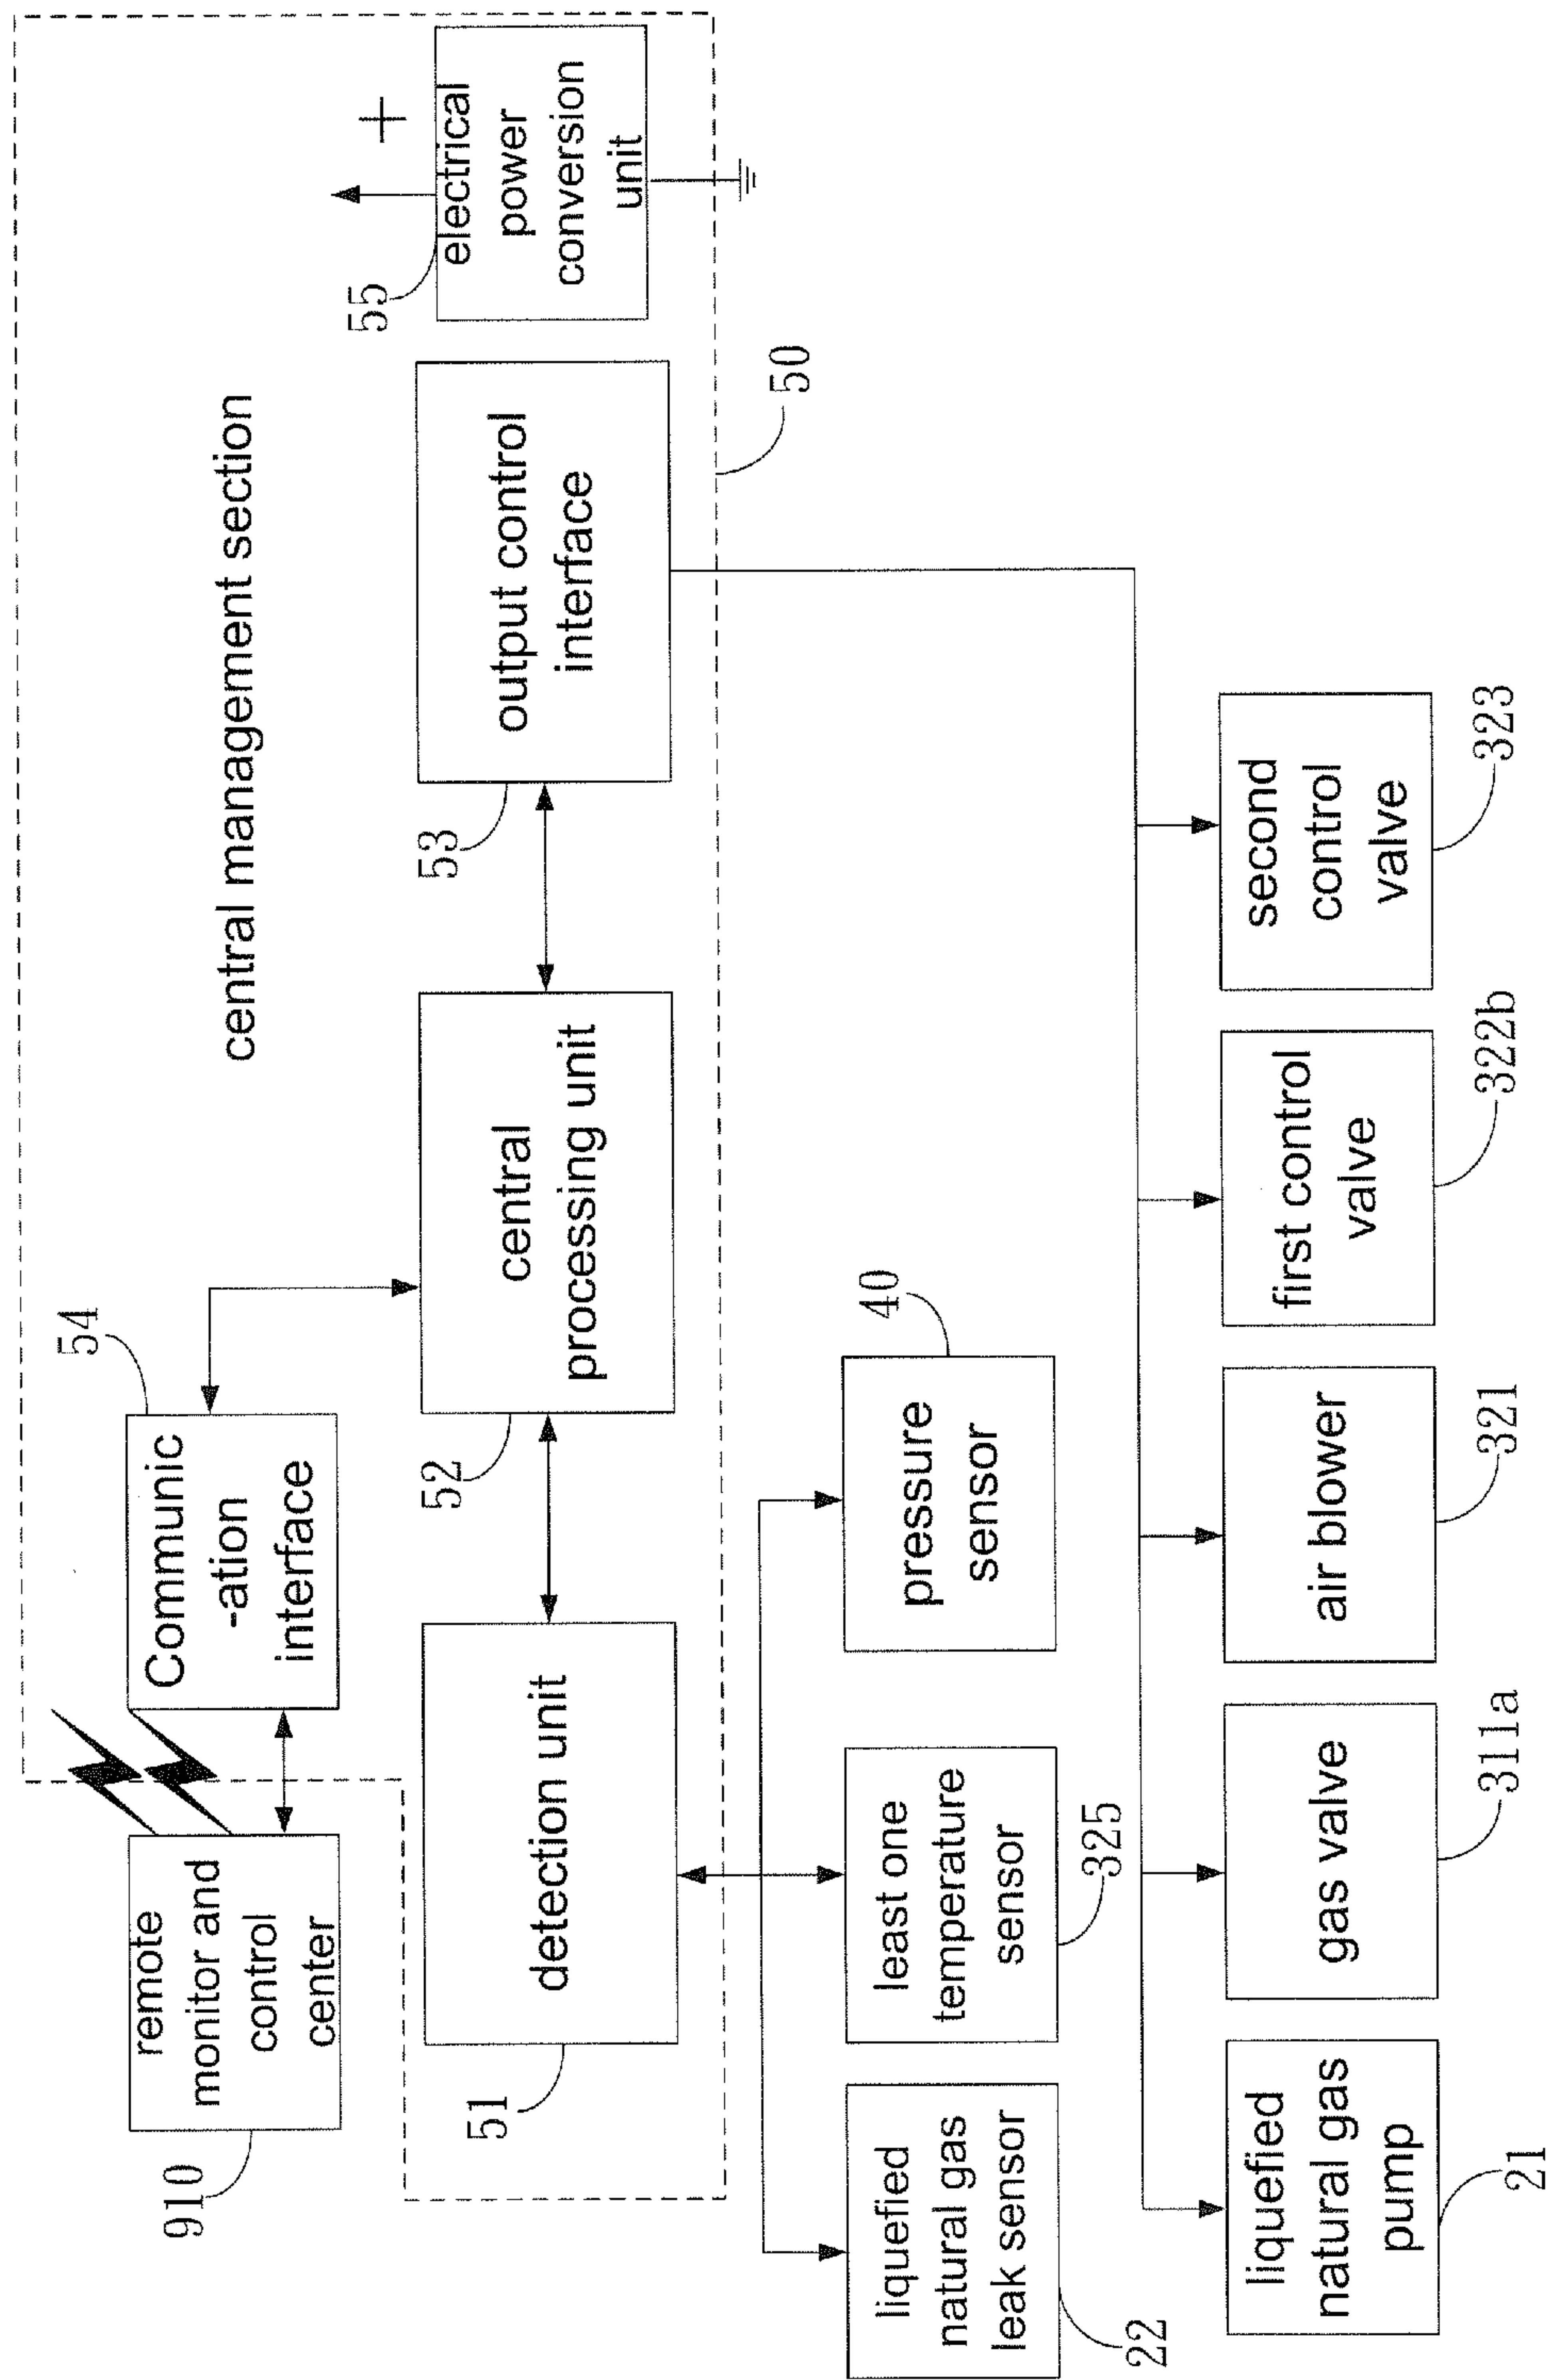 central management section
remote
monitor and
control
center
910
Communic
-ation
interface
54
detection unit
51
central
processing unit
52
output control
interface
53
+
electrical
power
conversion
unit
55
50
liquefied
natural gas
leak sensor
22
least one
temperature
sensor
325
pressure
sensor
40
liquefied
natural gas
pump
21
gas valve
311a
air blower
321
first control
valve
322b
second
control
valve
323